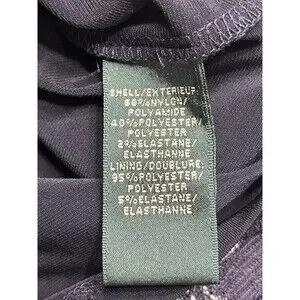 SHELL/EXTERIEUR:
58%NYLON/
POLYAMIDE
40%POLYESTER/
POLYESTER
2%ELASTANE/
ELASTHANNE
LINING/DOUBLURE:
95%POLYESTER/
POLYESTER
5%ELASTANE/
ELASTHANNE